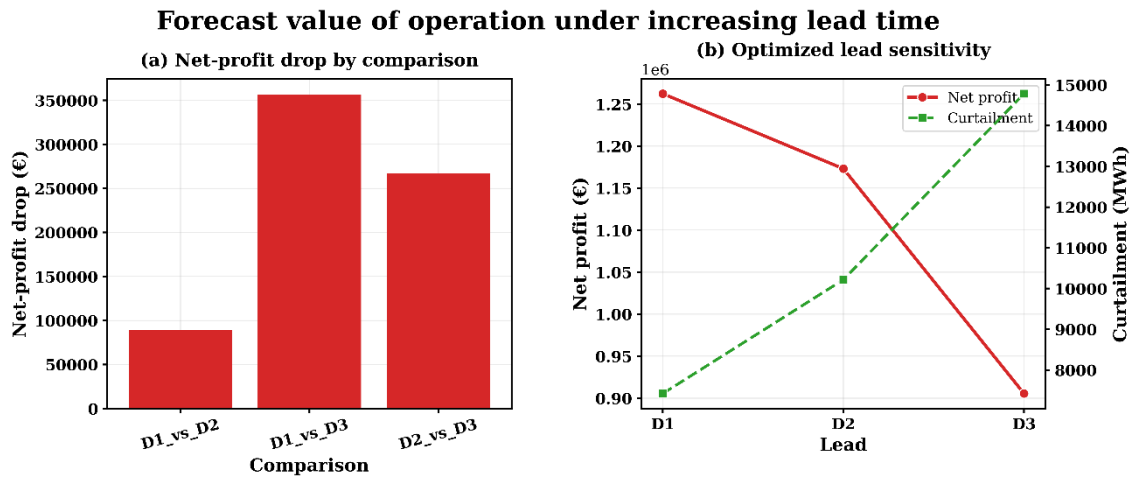 Forecast value of operation under increasing lead time
(a) Net-profit drop by comparison
Net-profit drop (€)
350000
300000
250000
200000
150000
100000
50000
0
D1_vs_D2
D1_vs_D3
D2_vs_D3
Comparison
(b) Optimized lead sensitivity
1e6
Net profit (€)
1.25
1.20
1.15
1.10
1.05
1.00
0.95
0.90
Net profit
Curtailment
D1
D2
D3
Lead
15000
14000
13000
12000
11000
10000
9000
8000
Curtailment (MWh)